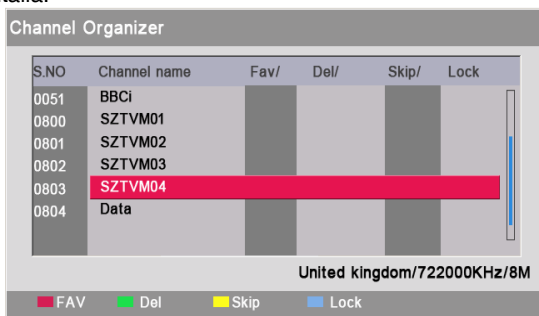 Channel Organizer
S.NO Channel name Fav/ Del/ Skip/ Lock
0051 BBCi
0800 SZTVM01
0801 SZTVM02
0802 SZTVM03
0803 SZTVM04
0804 Data
United kingdom/722000KHz/8M
FAV Del Skip Lock